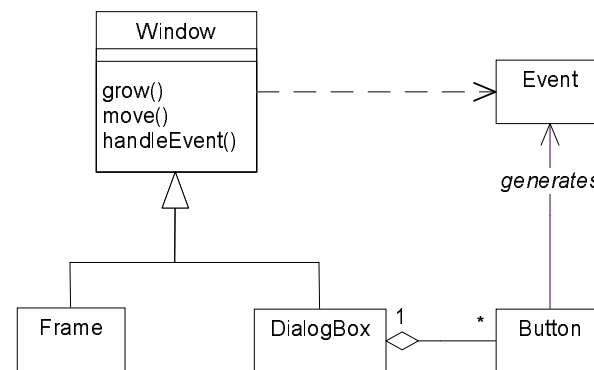 Window
grow()
move()
handleEvent()
Event
generates
Frame
DialogBox
1
*
Button